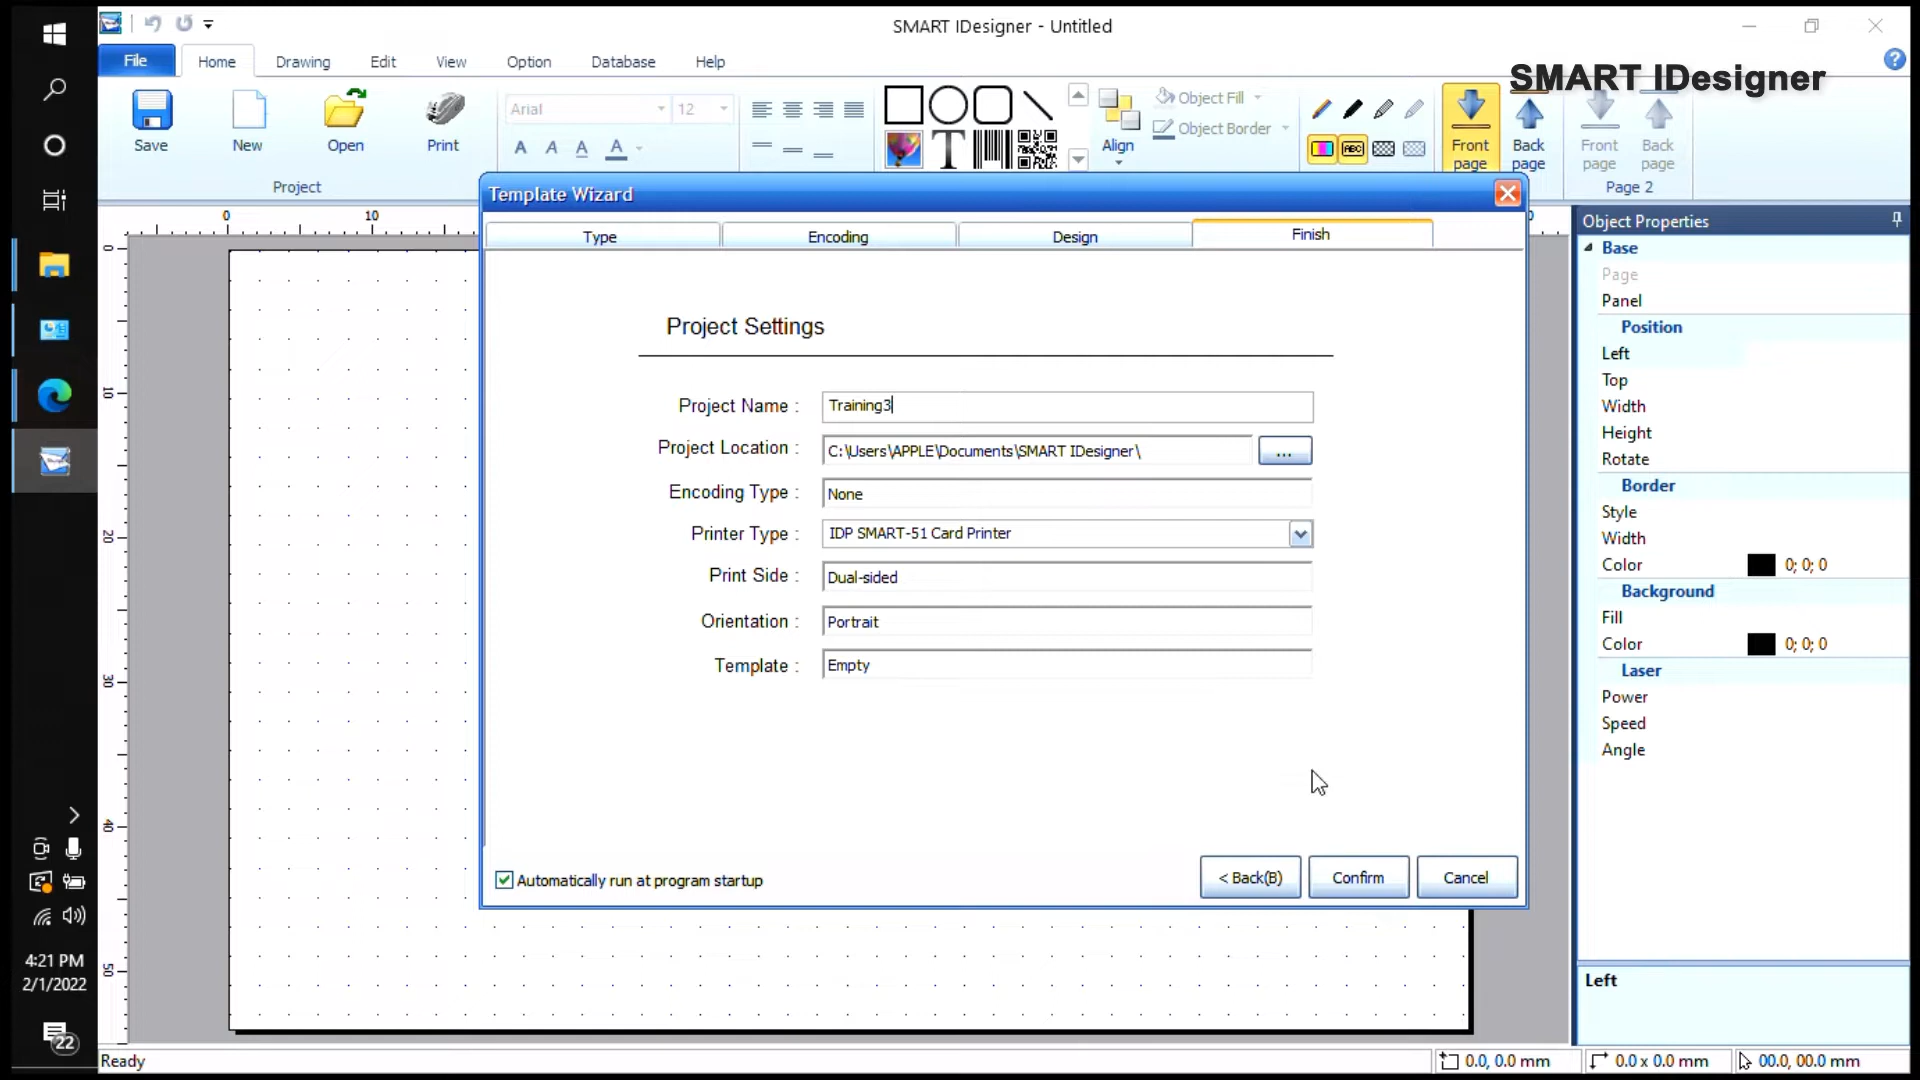 SMART IDesigner - Untitled
SMART IDesigner
File Home Drawing Edit View Option Database Help
Save New Open Print
Project
Arial 12
A A A A
T
ABC
Align
Object Fill
Object Border
Front page
Back page
Front page
Back page
Page 2
0 10
0
10
20
30
40
50
Template Wizard
Type Encoding Design Finish
Project Settings
Project Name : Training3
Project Location : C:\Users\APPLE\Documents\SMART IDesigner\ ...
Encoding Type : None
Printer Type : IDP SMART-51 Card Printer
Print Side : Dual-sided
Orientation : Portrait
Template : Empty
Automatically run at program startup
< Back(B) Confirm Cancel
Object Properties
Base
Page
Panel
Position
Left
Top
Width
Height
Rotate
Border
Style
Width
Color 0; 0; 0
Background
Fill
Color 0; 0; 0
Laser
Power
Speed
Angle
Left
4:21 PM
2/1/2022
22
Ready
0.0, 0.0 mm 0.0 x 0.0 mm 00.0, 00.0 mm